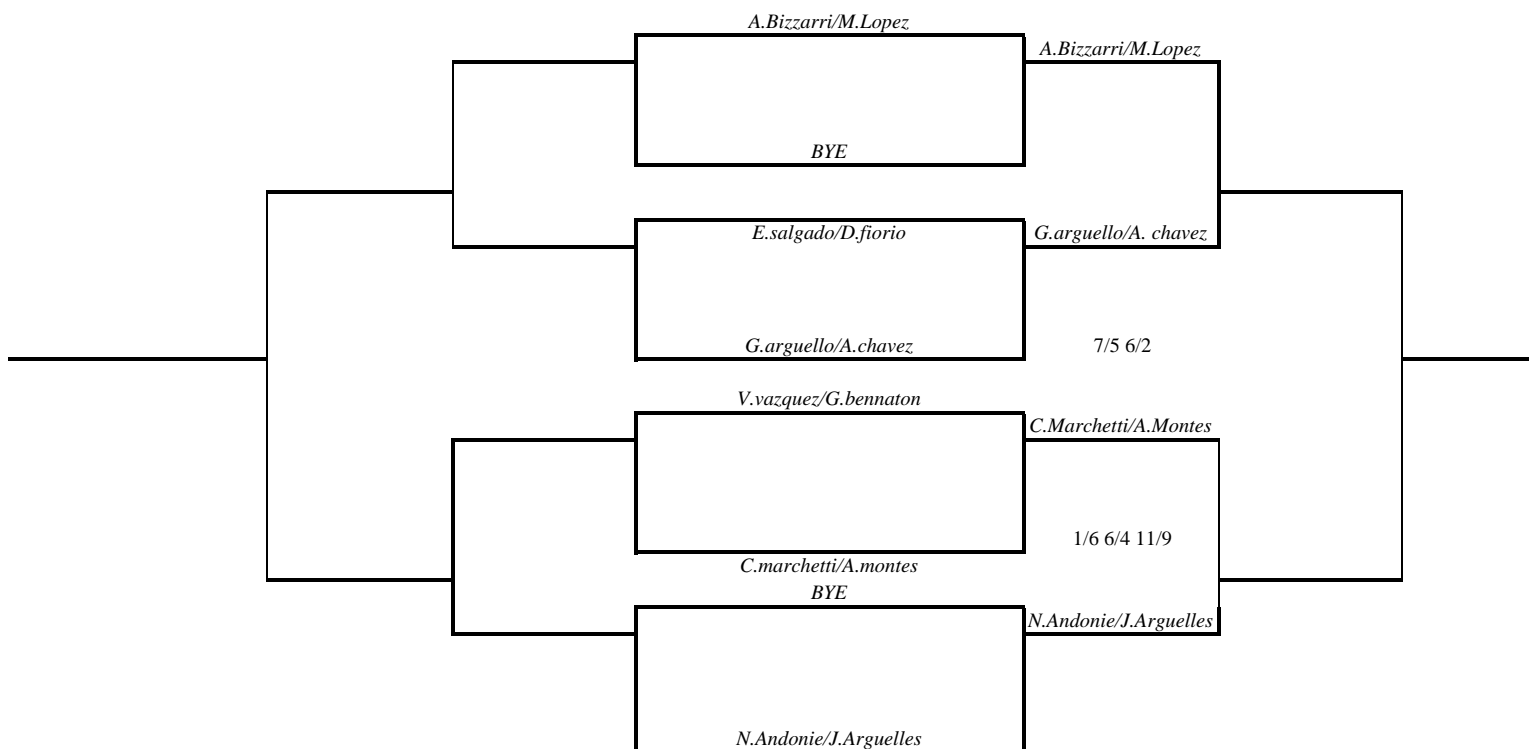 A.Bizzarri/M.Lopez
A.Bizzarri/M.Lopez
BYE
E.salgado/D.fiorio
G.arguello/A. chavez
G.arguello/A.chavez
7/5 6/2
V.vazquez/G.bennaton
C.Marchetti/A.Montes
1/6 6/4 11/9
C.marchetti/A.montes
BYE
N.Andonie/J.Arguelles
N.Andonie/J.Arguelles